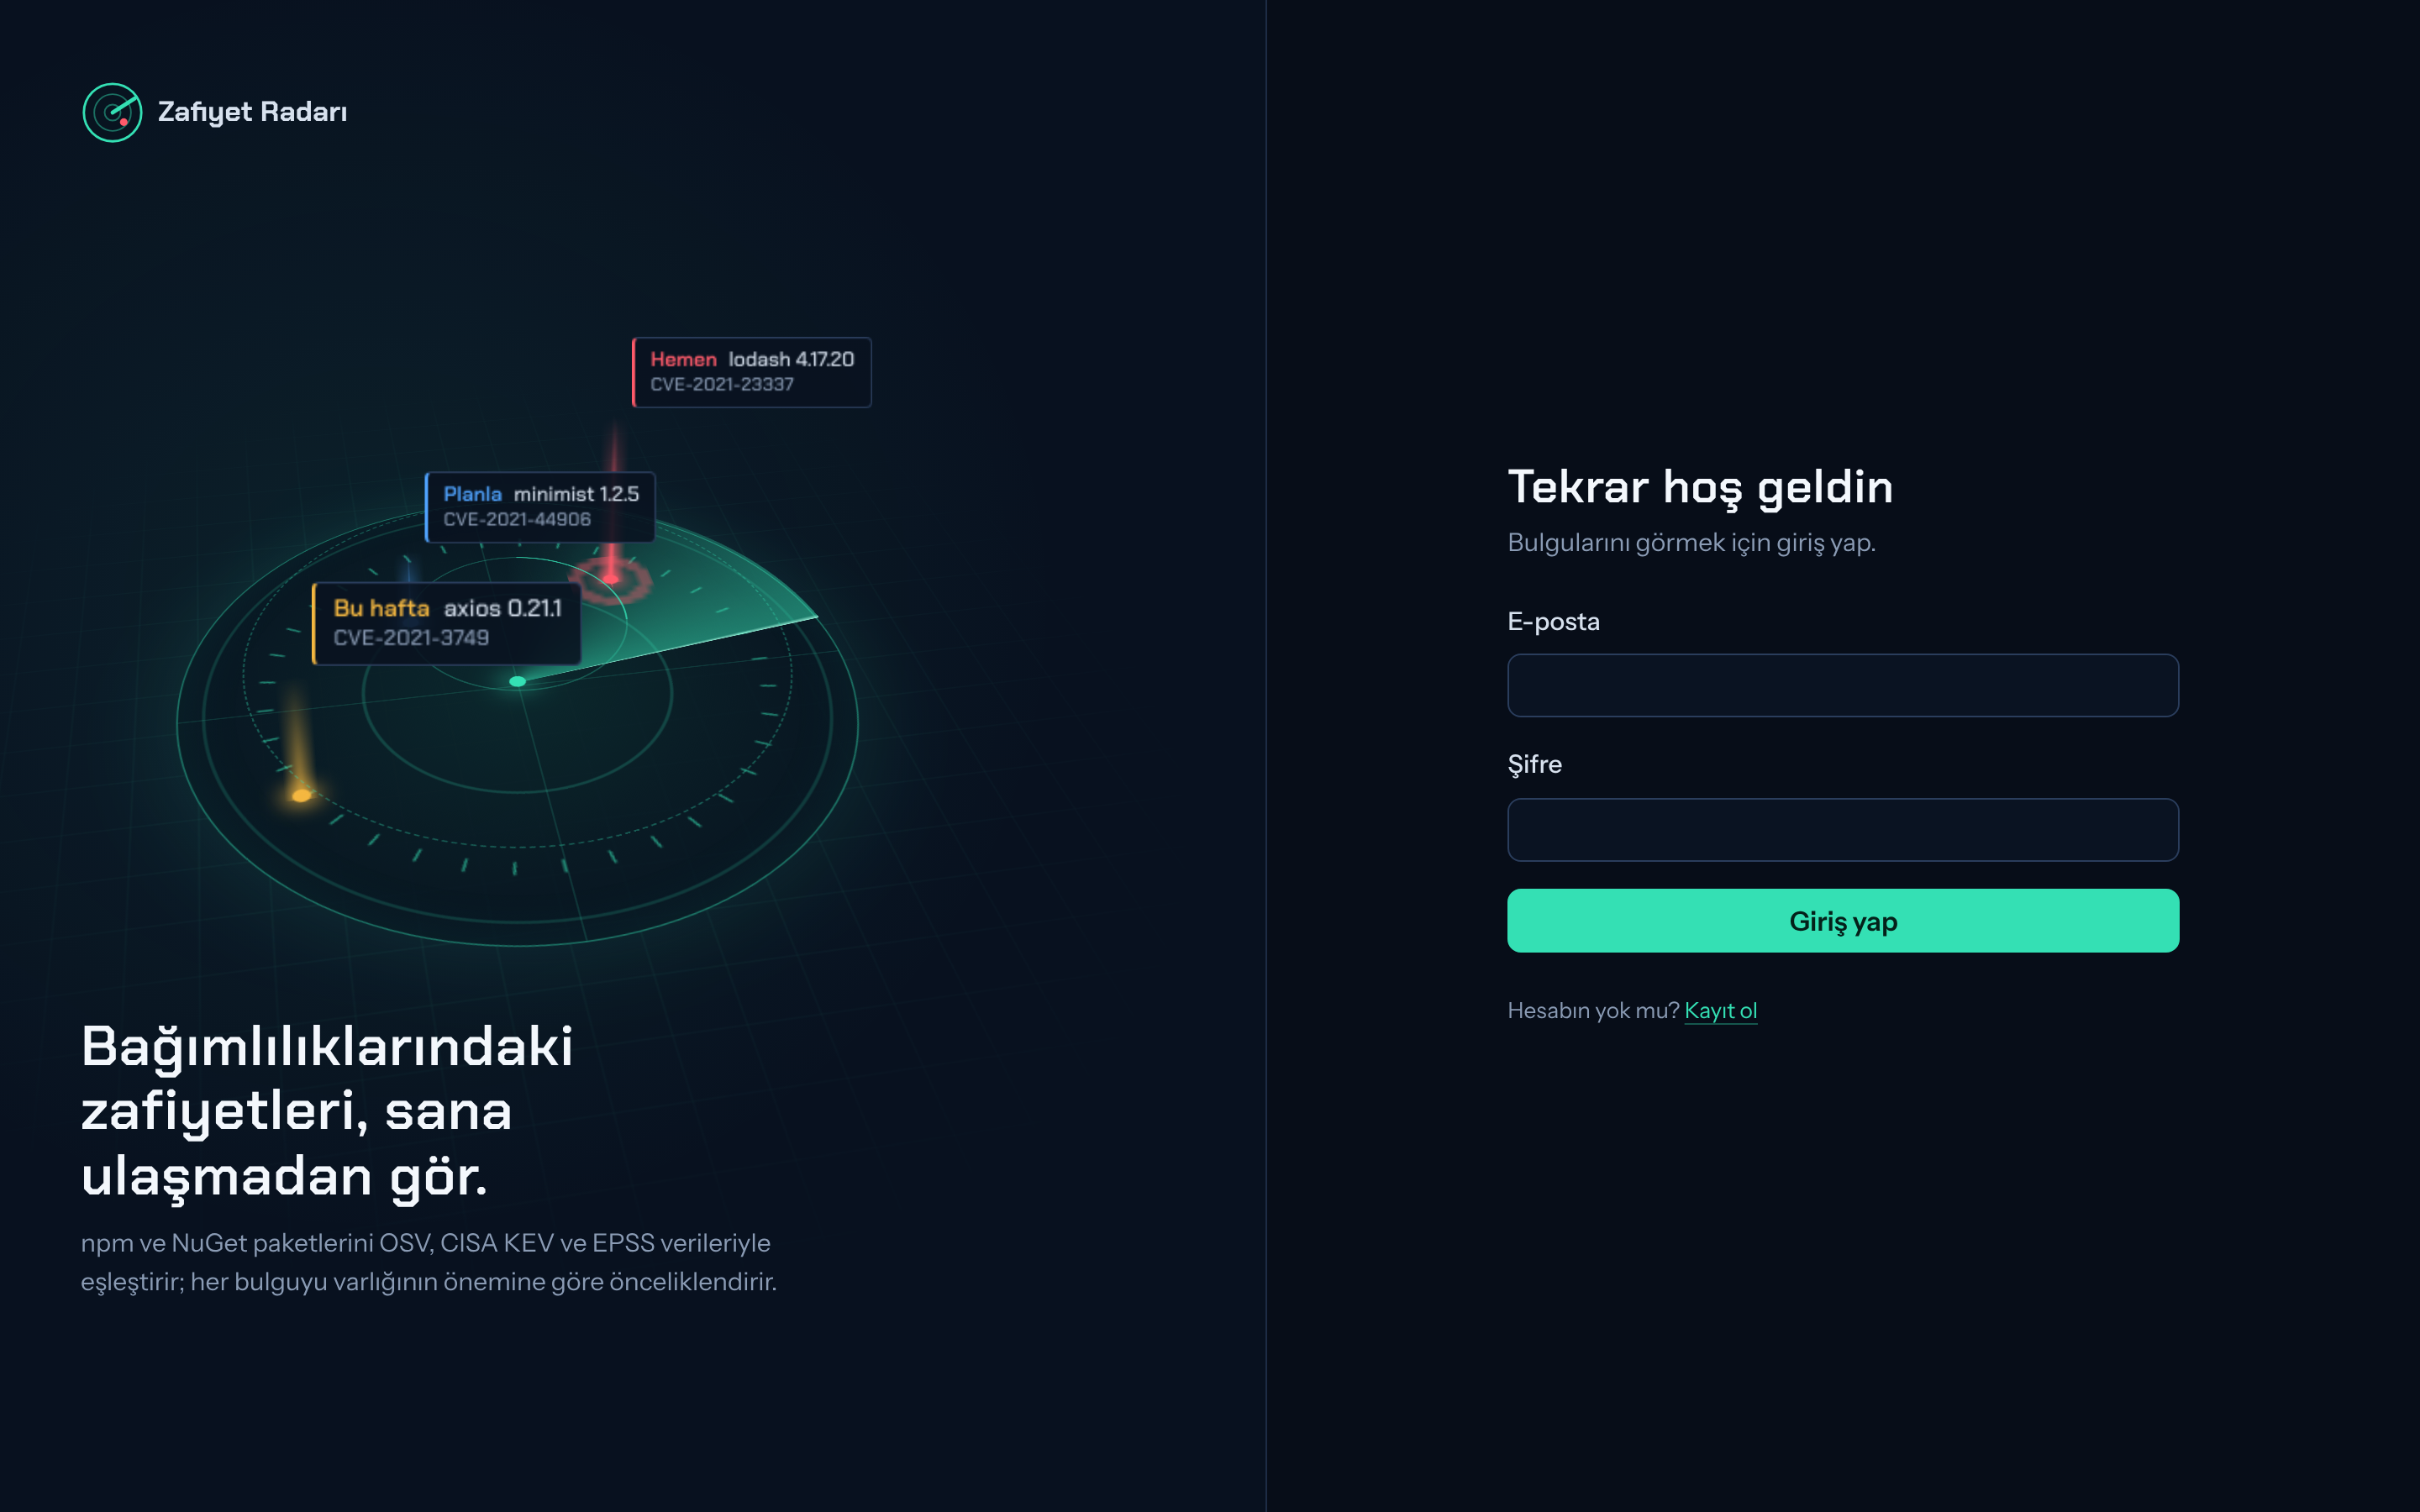 Zafiyet Radarı
Hemen lodash 4.17.20
CVE-2021-23337
Planla minimist 1.2.5
CVE-2021-44906
Bu hafta axios 0.21.1
CVE-2021-3749
Bağımlılıklarındaki
zafiyetleri, sana
ulaşmadan gör.
npm ve NuGet paketlerini OSV, CISA KEV ve EPSS verileriyle
eşleştirir; her bulguyu varlığının önemine göre önceliklendirir.
Tekrar hoş geldin
Bulgularını görmek için giriş yap.
E-posta
Şifre
Giriş yap
Hesabın yok mu? Kayıt ol